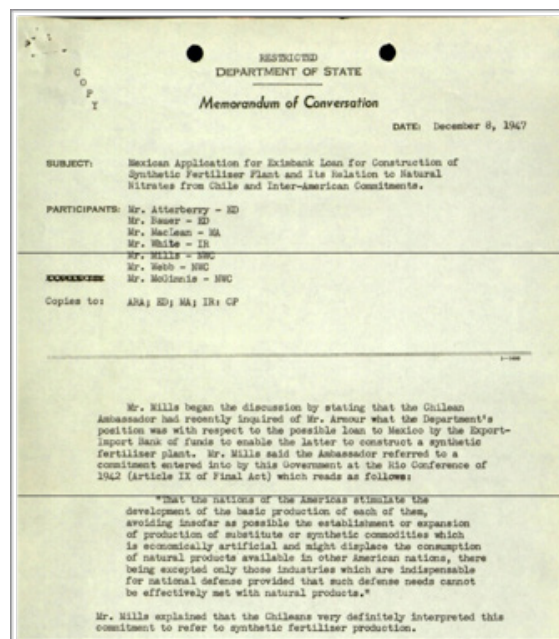 C
O
P
Y
RESTRICTED
DEPARTMENT OF STATE
Memorandum of Conversation
DATE: December 8, 1947
SUBJECT: Mexican Application for Eximbank Loan for Construction of
Synthetic Fertilizer Plant and Its Relation to Natural
Nitrates from Chile and Inter-American Commitments.
PARTICIPANTS: Mr. Atterberry - ED
Mr. Bauer - ED
Mr. MacLean - MA
Mr. White - IR
Mr. Mills - NWC
Mr. Webb - NWC
Mr. McGinnis - NWC
Copies to: ARA; ED; MA; IR; CP
Mr. Mills began the discussion by stating that the Chilean
Ambassador had recently inquired of Mr. Armour what the Department's
position was with respect to the possible loan to Mexico by the Export-
Import Bank of funds to enable the latter to construct a synthetic
fertilizer plant. Mr. Mills said the Ambassador referred to a
commitment entered into by this Government at the Rio Conference of
1942 (Article IX of Final Act) which reads as follows:
"That the nations of the Americas stimulate the
development of the basic production of each of them,
avoiding insofar as possible the establishment or expansion
of production of substitute or synthetic commodities which
is economically artificial and might displace the consumption
of natural products available in other American nations, there
being excepted only those industries which are indispensable
for national defense provided that such defense needs cannot
be effectively met with natural products."
Mr. Mills explained that the Chileans very definitely interpreted this
commitment to refer to synthetic fertilizer production.